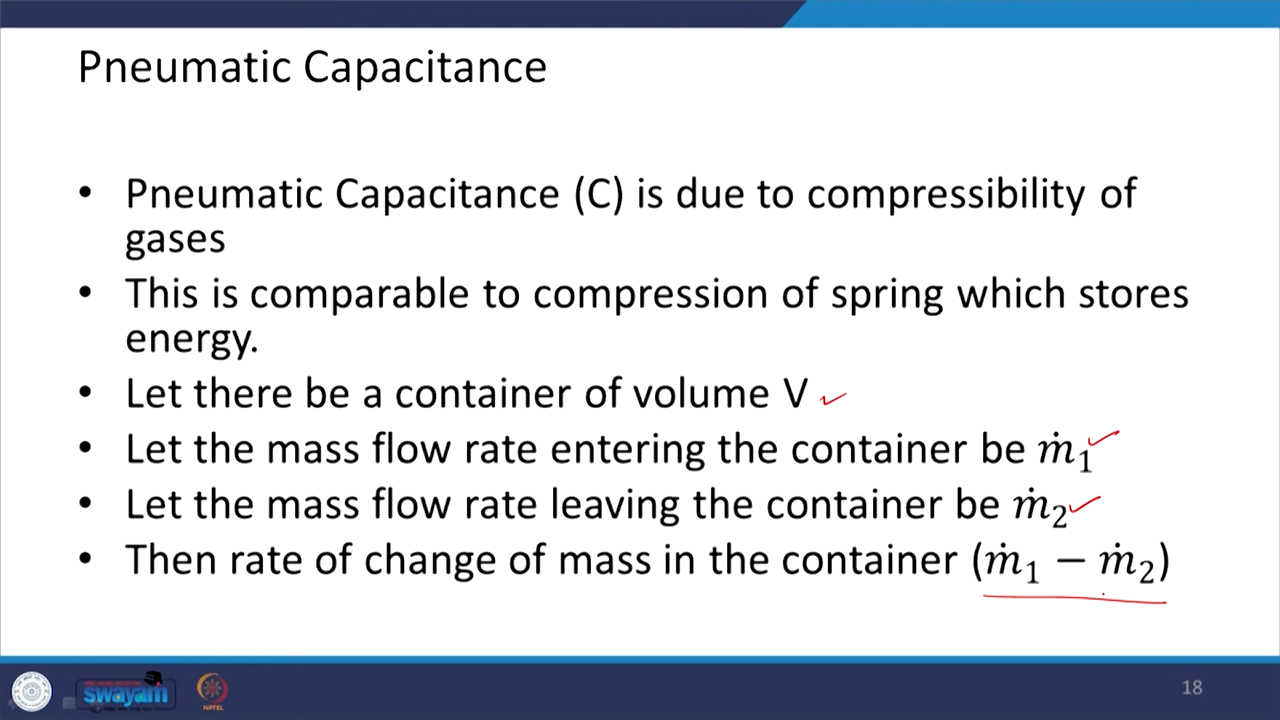 Pneumatic Capacitance
• Pneumatic Capacitance (C) is due to compressibility of
gases
• This is comparable to compression of spring which stores
energy.
• Let there be a container of volume V
• Let the mass flow rate entering the container be ṁ₁
• Let the mass flow rate leaving the container be ṁ₂
• Then rate of change of mass in the container (ṁ₁ − ṁ₂)
swayam
NPTEL
18